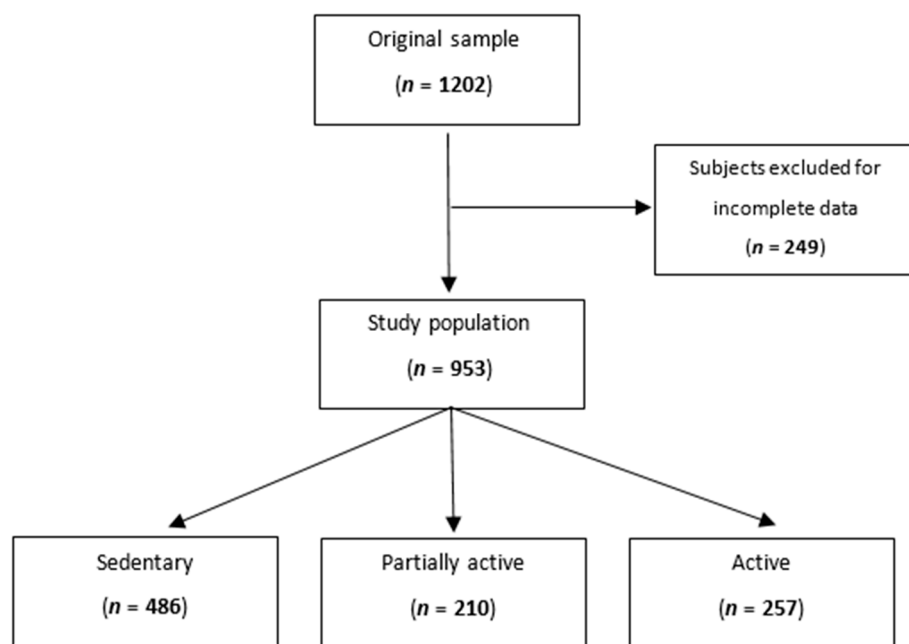 Original sample
(n = 1202)
Subjects excluded for
incomplete data
(n = 249)
Study population
(n = 953)
Sedentary
(n = 486)
Partially active
(n = 210)
Active
(n = 257)